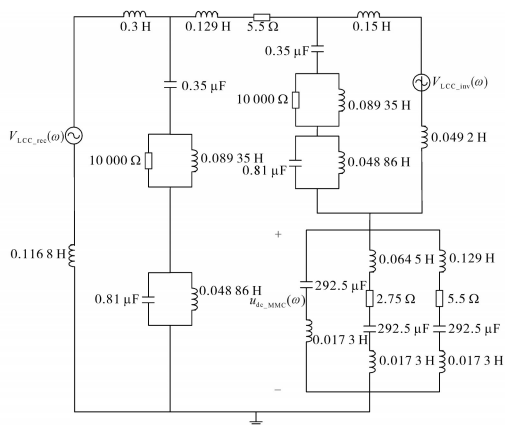 0.3 H
0.129 H
5.5 Ω
0.15 H
0.35 μF
0.35 μF
V_LCC_inv(ω)
10 000 Ω
0.089 35 H
V_LCC_rec(ω)
0.049 2 H
10 000 Ω
0.089 35 H
0.81 μF
0.048 86 H
+
0.116 8 H
0.064 5 H
0.129 H
292.5 μF
0.81 μF
0.048 86 H
u_dc_MMC(ω)
2.75 Ω
5.5 Ω
292.5 μF
292.5 μF
0.017 3 H
0.017 3 H
0.017 3 H
−